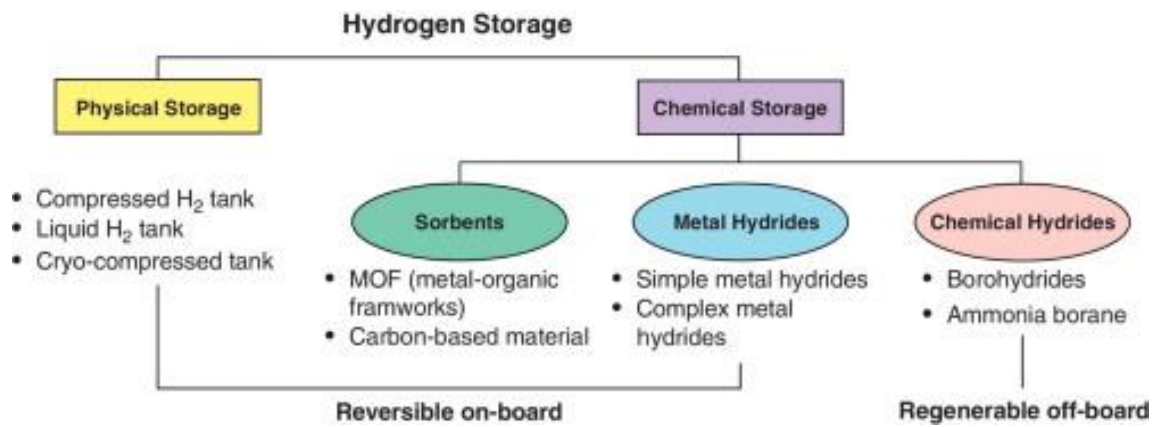 Hydrogen Storage
Physical Storage
Chemical Storage
• Compressed H₂ tank
• Liquid H₂ tank
• Cryo-compressed tank
Sorbents
Metal Hydrides
Chemical Hydrides
• MOF (metal-organic
framworks)
• Carbon-based material
• Simple metal hydrides
• Complex metal
hydrides
• Borohydrides
• Ammonia borane
Reversible on-board
Regenerable off-board